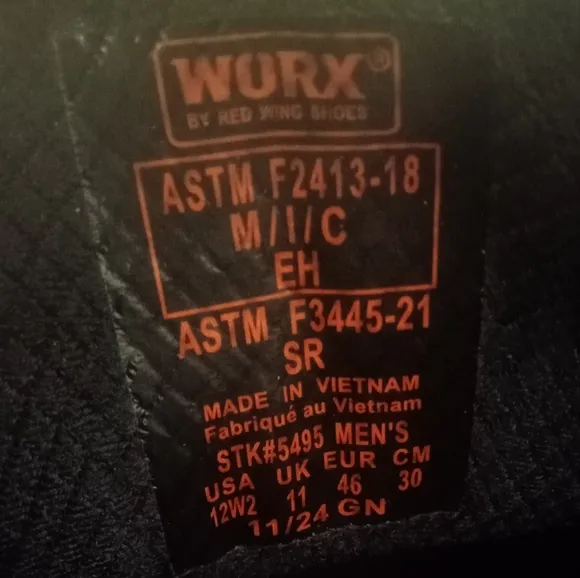 WORX®
BY RED WING SHOES
ASTM F2413-18
M/I/C
EH
ASTM F3445-21
SR
MADE IN VIETNAM
Fabriqué au Vietnam
STK#5495 MEN'S
USA UK EUR CM
12W2 11 46 30
11/24 GN